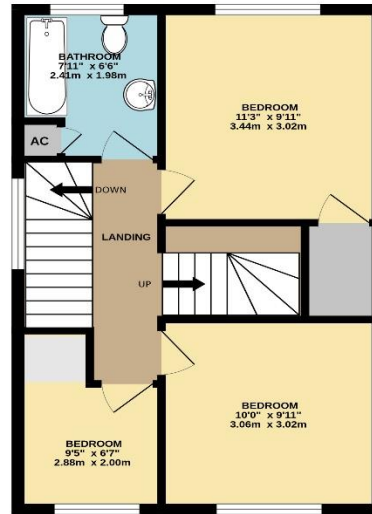 BATHROOM
7'11" x 6'6"
2.41m x 1.98m
BEDROOM
11'3" x 9'11"
3.44m x 3.02m
AC
DOWN
LANDING
UP
BEDROOM
10'0" x 9'11"
3.06m x 3.02m
BEDROOM
9'5" x 6'7"
2.88m x 2.00m